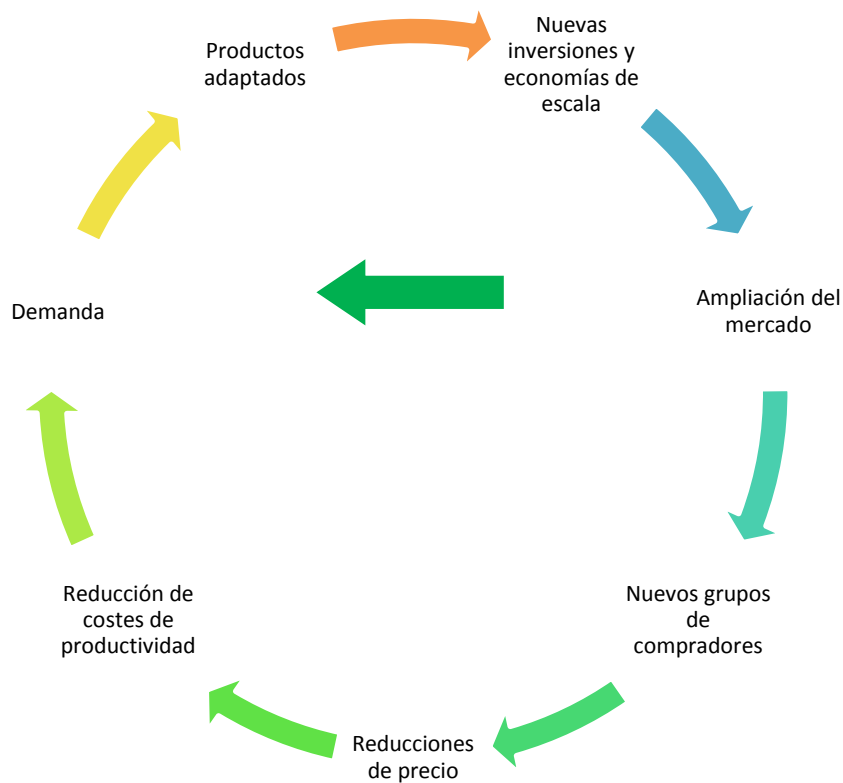 Productos
adaptados
Nuevas
inversiones y
economías de
escala
Ampliación del
mercado
Nuevos grupos
de
compradores
Reducciones
de precio
Reducción de
costes de
productividad
Demanda